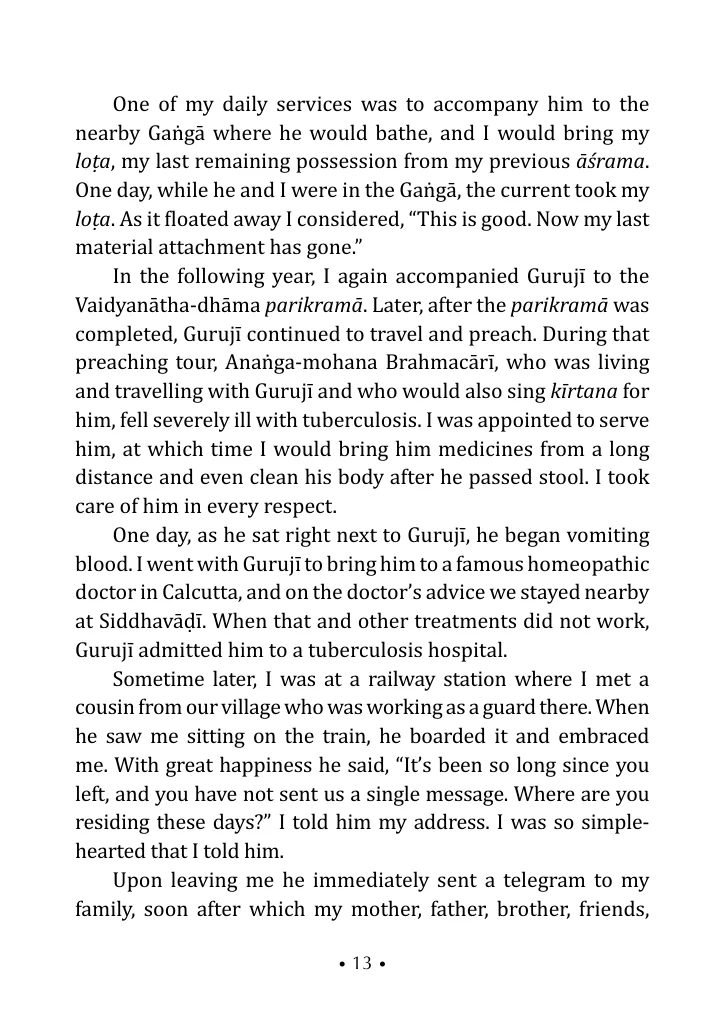 One of my daily services was to accompany him to the
nearby Gaṅgā where he would bathe, and I would bring my
loṭa, my last remaining possession from my previous āśrama.
One day, while he and I were in the Gaṅgā, the current took my
loṭa. As it floated away I considered, “This is good. Now my last
material attachment has gone.”
In the following year, I again accompanied Gurujī to the
Vaidyanātha-dhāma parikramā. Later, after the parikramā was
completed, Gurujī continued to travel and preach. During that
preaching tour, Anaṅga-mohana Brahmacārī, who was living
and travelling with Gurujī and who would also sing kīrtana for
him, fell severely ill with tuberculosis. I was appointed to serve
him, at which time I would bring him medicines from a long
distance and even clean his body after he passed stool. I took
care of him in every respect.
One day, as he sat right next to Gurujī, he began vomiting
blood. I went with Gurujī to bring him to a famous homeopathic
doctor in Calcutta, and on the doctor’s advice we stayed nearby
at Siddhavāḍī. When that and other treatments did not work,
Gurujī admitted him to a tuberculosis hospital.
Sometime later, I was at a railway station where I met a
cousin from our village who was working as a guard there. When
he saw me sitting on the train, he boarded it and embraced
me. With great happiness he said, “It’s been so long since you
left, and you have not sent us a single message. Where are you
residing these days?” I told him my address. I was so simple-
hearted that I told him.
Upon leaving me he immediately sent a telegram to my
family, soon after which my mother, father, brother, friends,
• 13 •